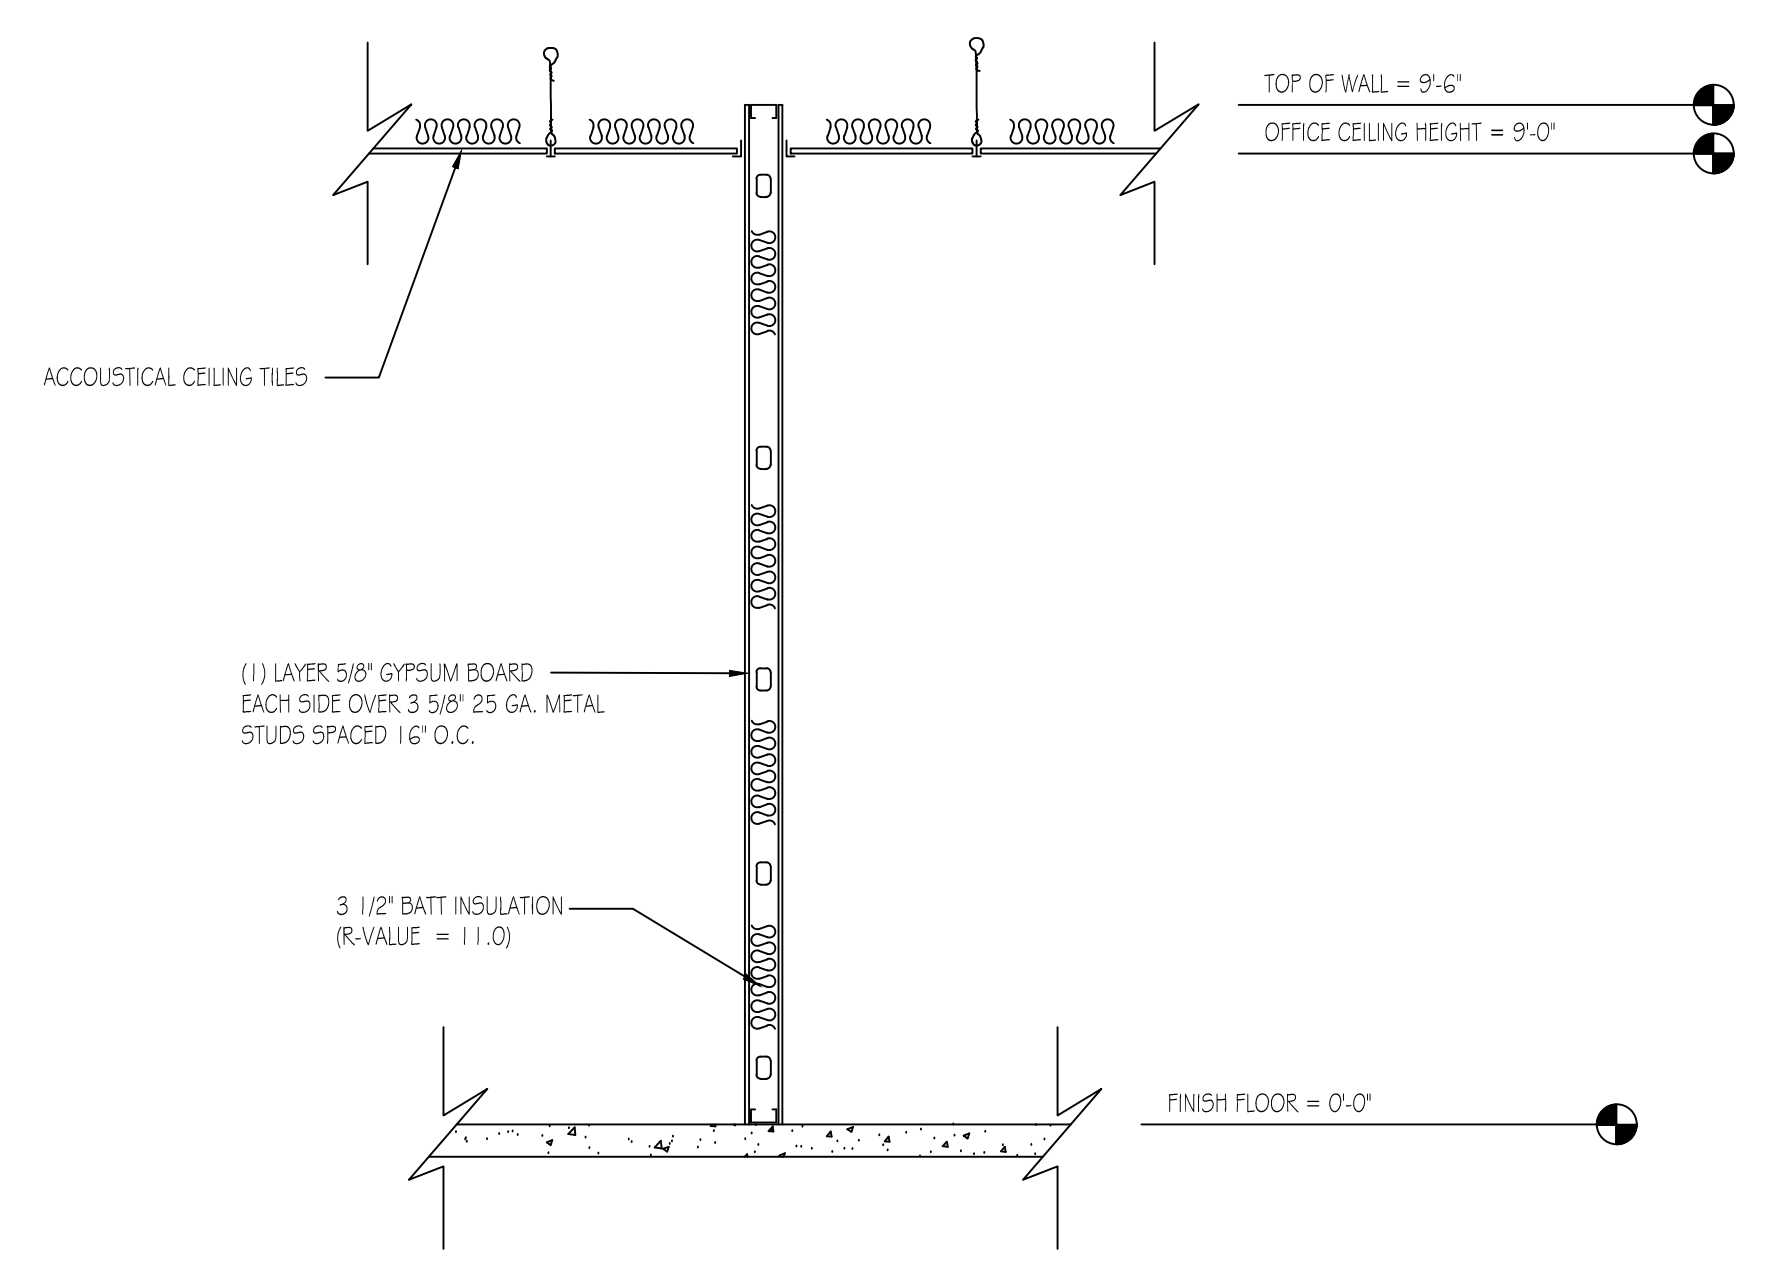 TOP OF WALL = 9'-6"
OFFICE CEILING HEIGHT = 9'-0"
ACCOUSTICAL CEILING TILES
(1) LAYER 5/8" GYPSUM BOARD
EACH SIDE OVER 3 5/8" 25 GA. METAL
STUDS SPACED 16" O.C.
3 1/2" BATT INSULATION
(R-VALUE = 11.0)
FINISH FLOOR = 0'-0"